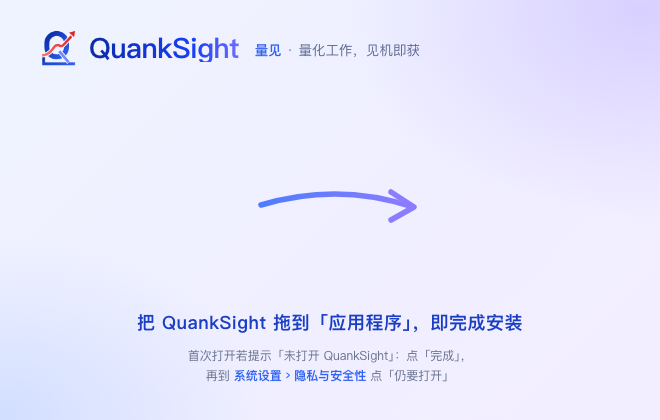 QuankSight 量见 · 量化工作，见机即获
把 QuankSight 拖到「应用程序」，即完成安装
首次打开若提示「未打开 QuankSight」：点「完成」，
再到 系统设置 › 隐私与安全性 点「仍要打开」